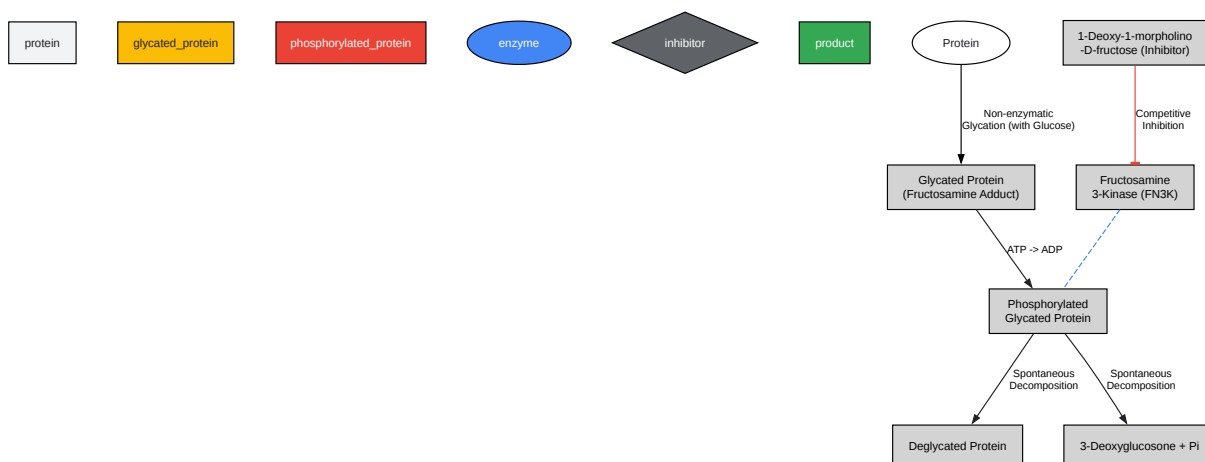 protein
glycated_protein
phosphorylated_protein
enzyme
inhibitor
product
Protein
1-Deoxy-1-morpholino
-D-fructose (Inhibitor)
Non-enzymatic
Glycation (with Glucose)
Competitive
Inhibition
Glycated Protein
(Fructosamine Adduct)
Fructosamine
3-Kinase (FN3K)
ATP -> ADP
Phosphorylated
Glycated Protein
Spontaneous
Decomposition
Spontaneous
Decomposition
Deglycated Protein
3-Deoxyglucosone + Pi